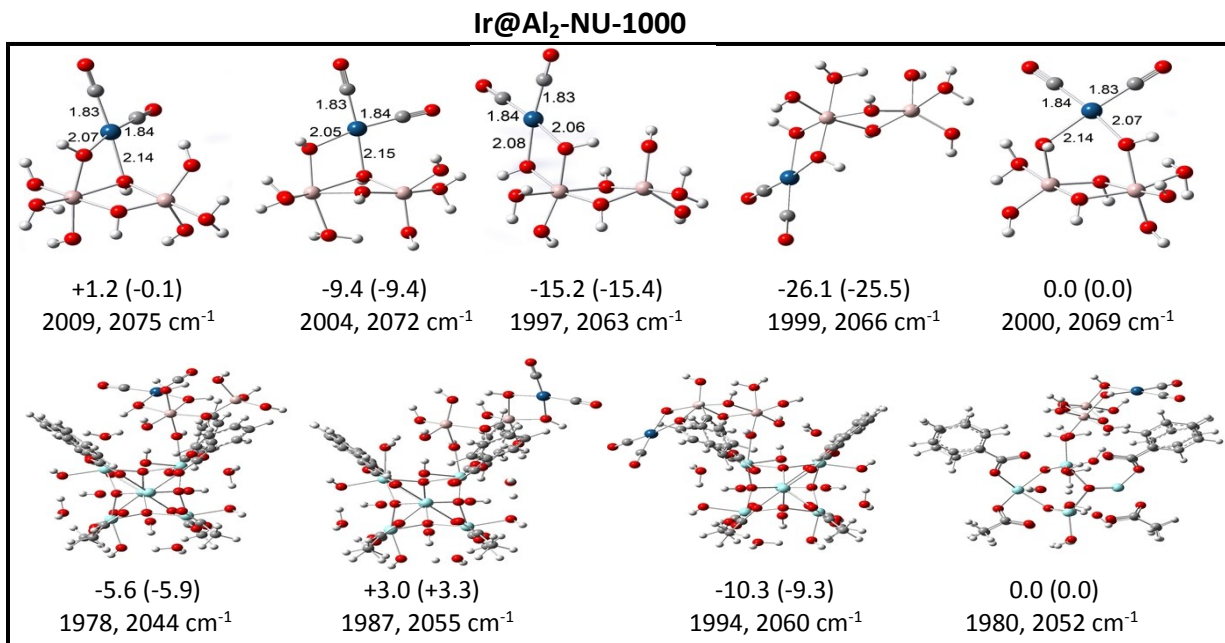 Ir@Al₂-NU-1000
1.83
1.84
2.07
2.14
1.83
1.84
2.05
2.15
1.83
1.84
2.06
2.08
1.83
1.84
2.07
2.14
+1.2 (-0.1)
2009, 2075 cm⁻¹
-9.4 (-9.4)
2004, 2072 cm⁻¹
-15.2 (-15.4)
1997, 2063 cm⁻¹
-26.1 (-25.5)
1999, 2066 cm⁻¹
0.0 (0.0)
2000, 2069 cm⁻¹
-5.6 (-5.9)
1978, 2044 cm⁻¹
+3.0 (+3.3)
1987, 2055 cm⁻¹
-10.3 (-9.3)
1994, 2060 cm⁻¹
0.0 (0.0)
1980, 2052 cm⁻¹